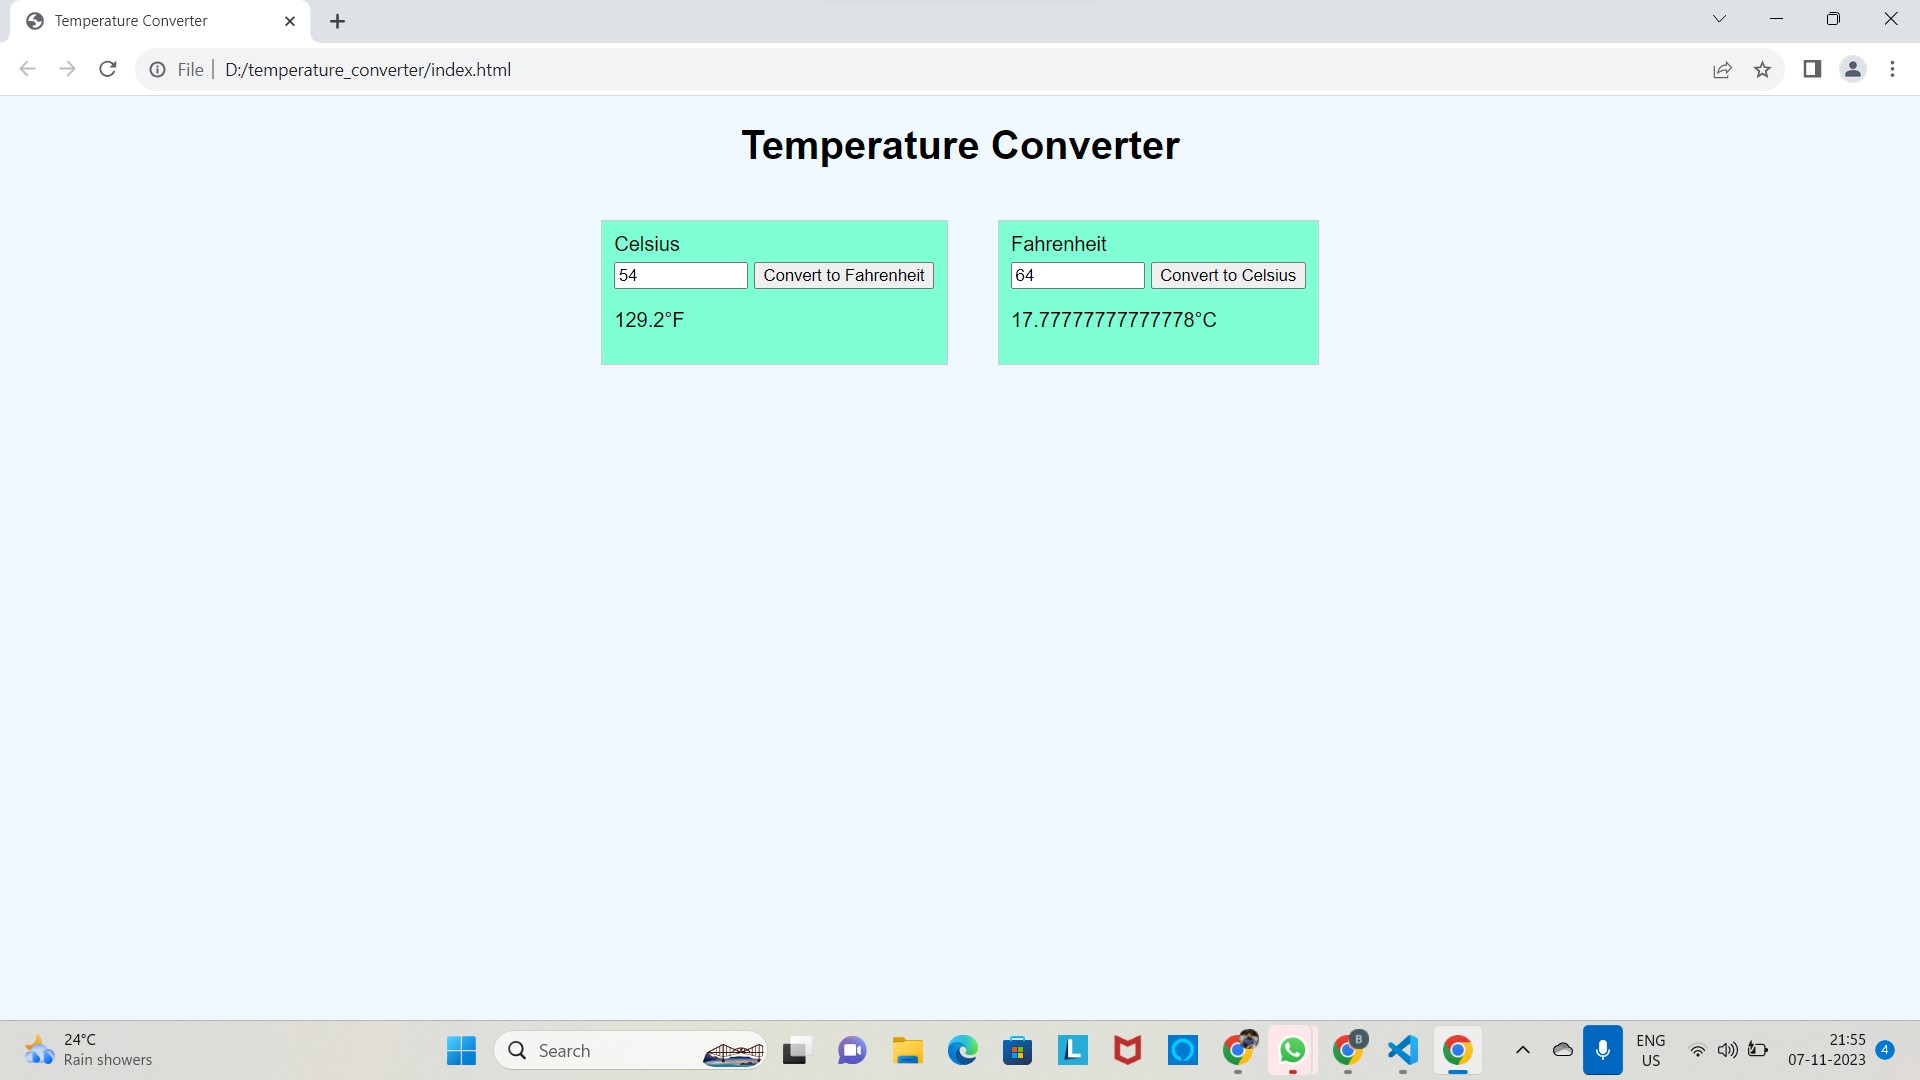 Temperature Converter
File
D:/temperature_converter/index.html
Temperature Converter
Celsius
54
Convert to Fahrenheit
129.2°F
Fahrenheit
64
Convert to Celsius
17.77777777777778°C
24°C
Rain showers
Search
L
B
ENG
US
21:55
07-11-2023
4